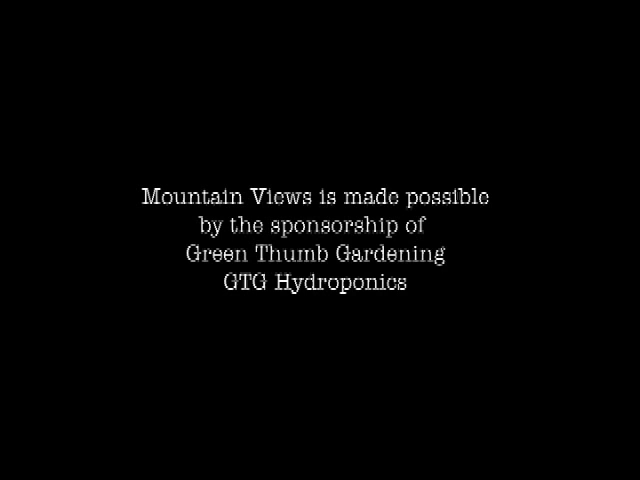 Mountain Views is made possible
by the sponsorship of
Green Thumb Gardening
GTG Hydroponics